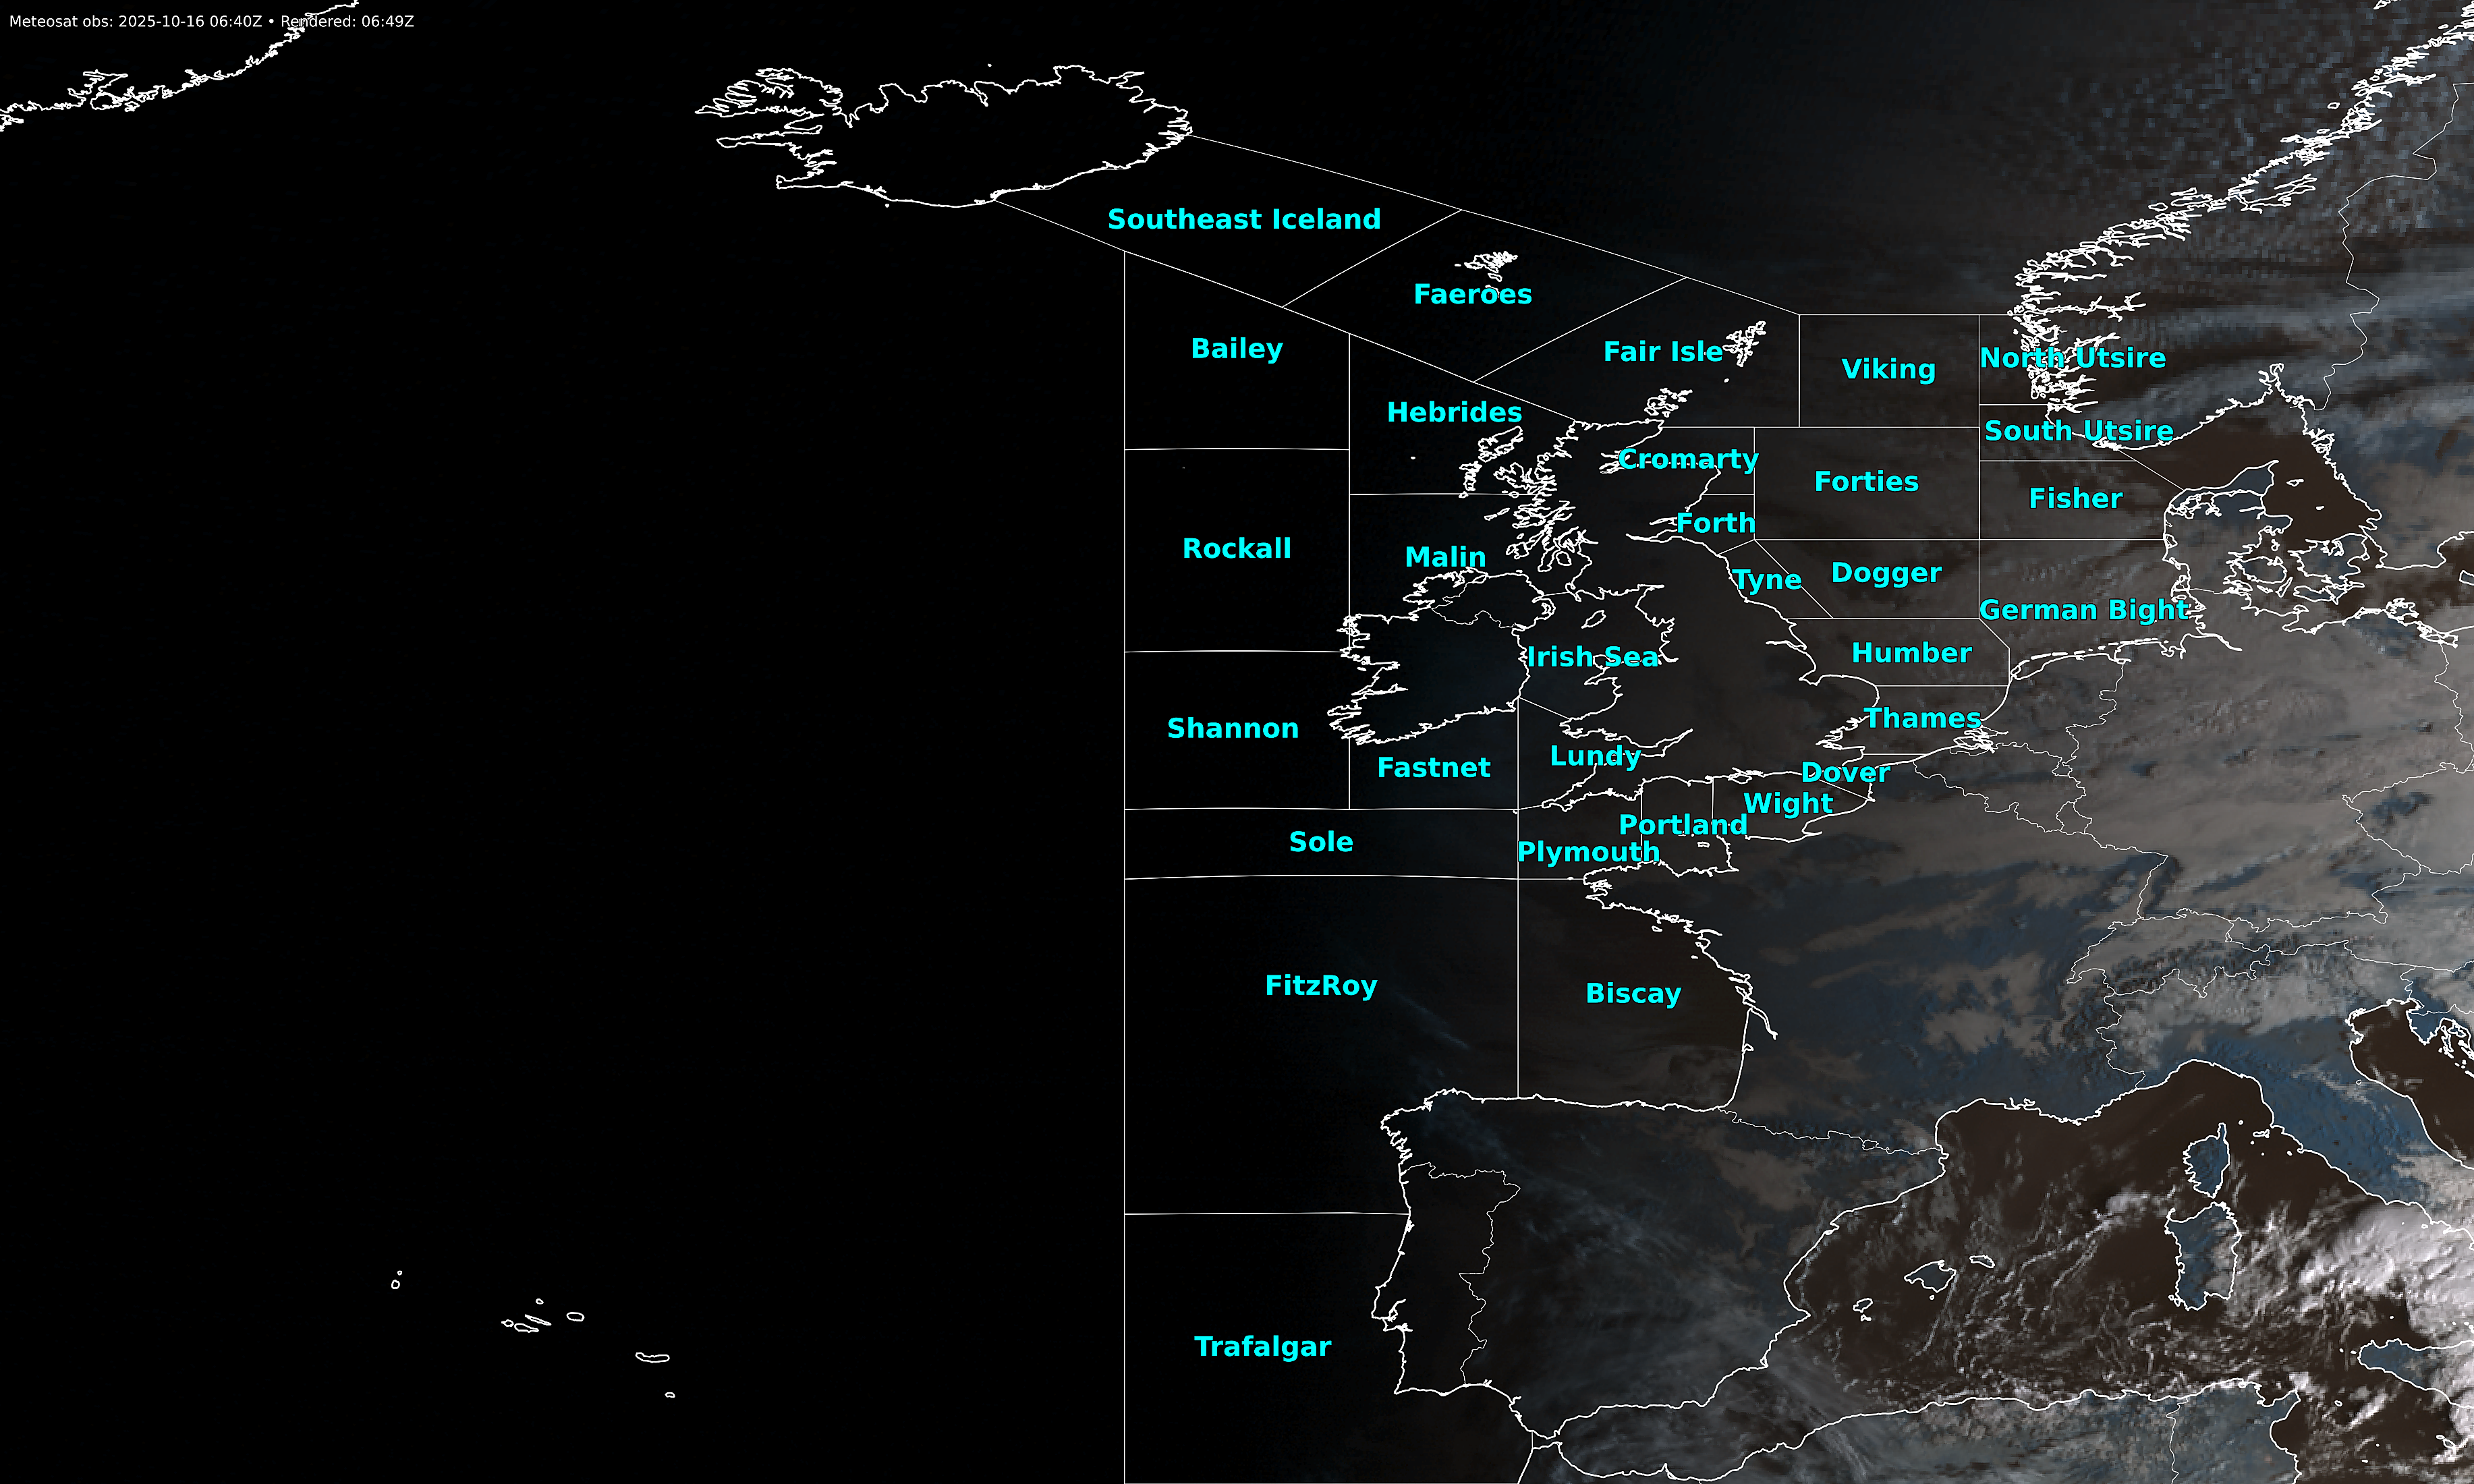 Meteosat obs: 2025-10-16 06:40Z • Rendered: 06:49Z
Southeast Iceland
Faeroes
Bailey
Fair Isle
North Utsire
Viking
Hebrides
South Utsire
Cromarty
Forties
Fisher
Forth
Rockall
Malin
Dogger
Tyne
German Bight
Humber
Irish Sea
Thames
Shannon
Lundy
Fastnet
Dover
Wight
Portland
Sole
Plymouth
FitzRoy
Biscay
Trafalgar